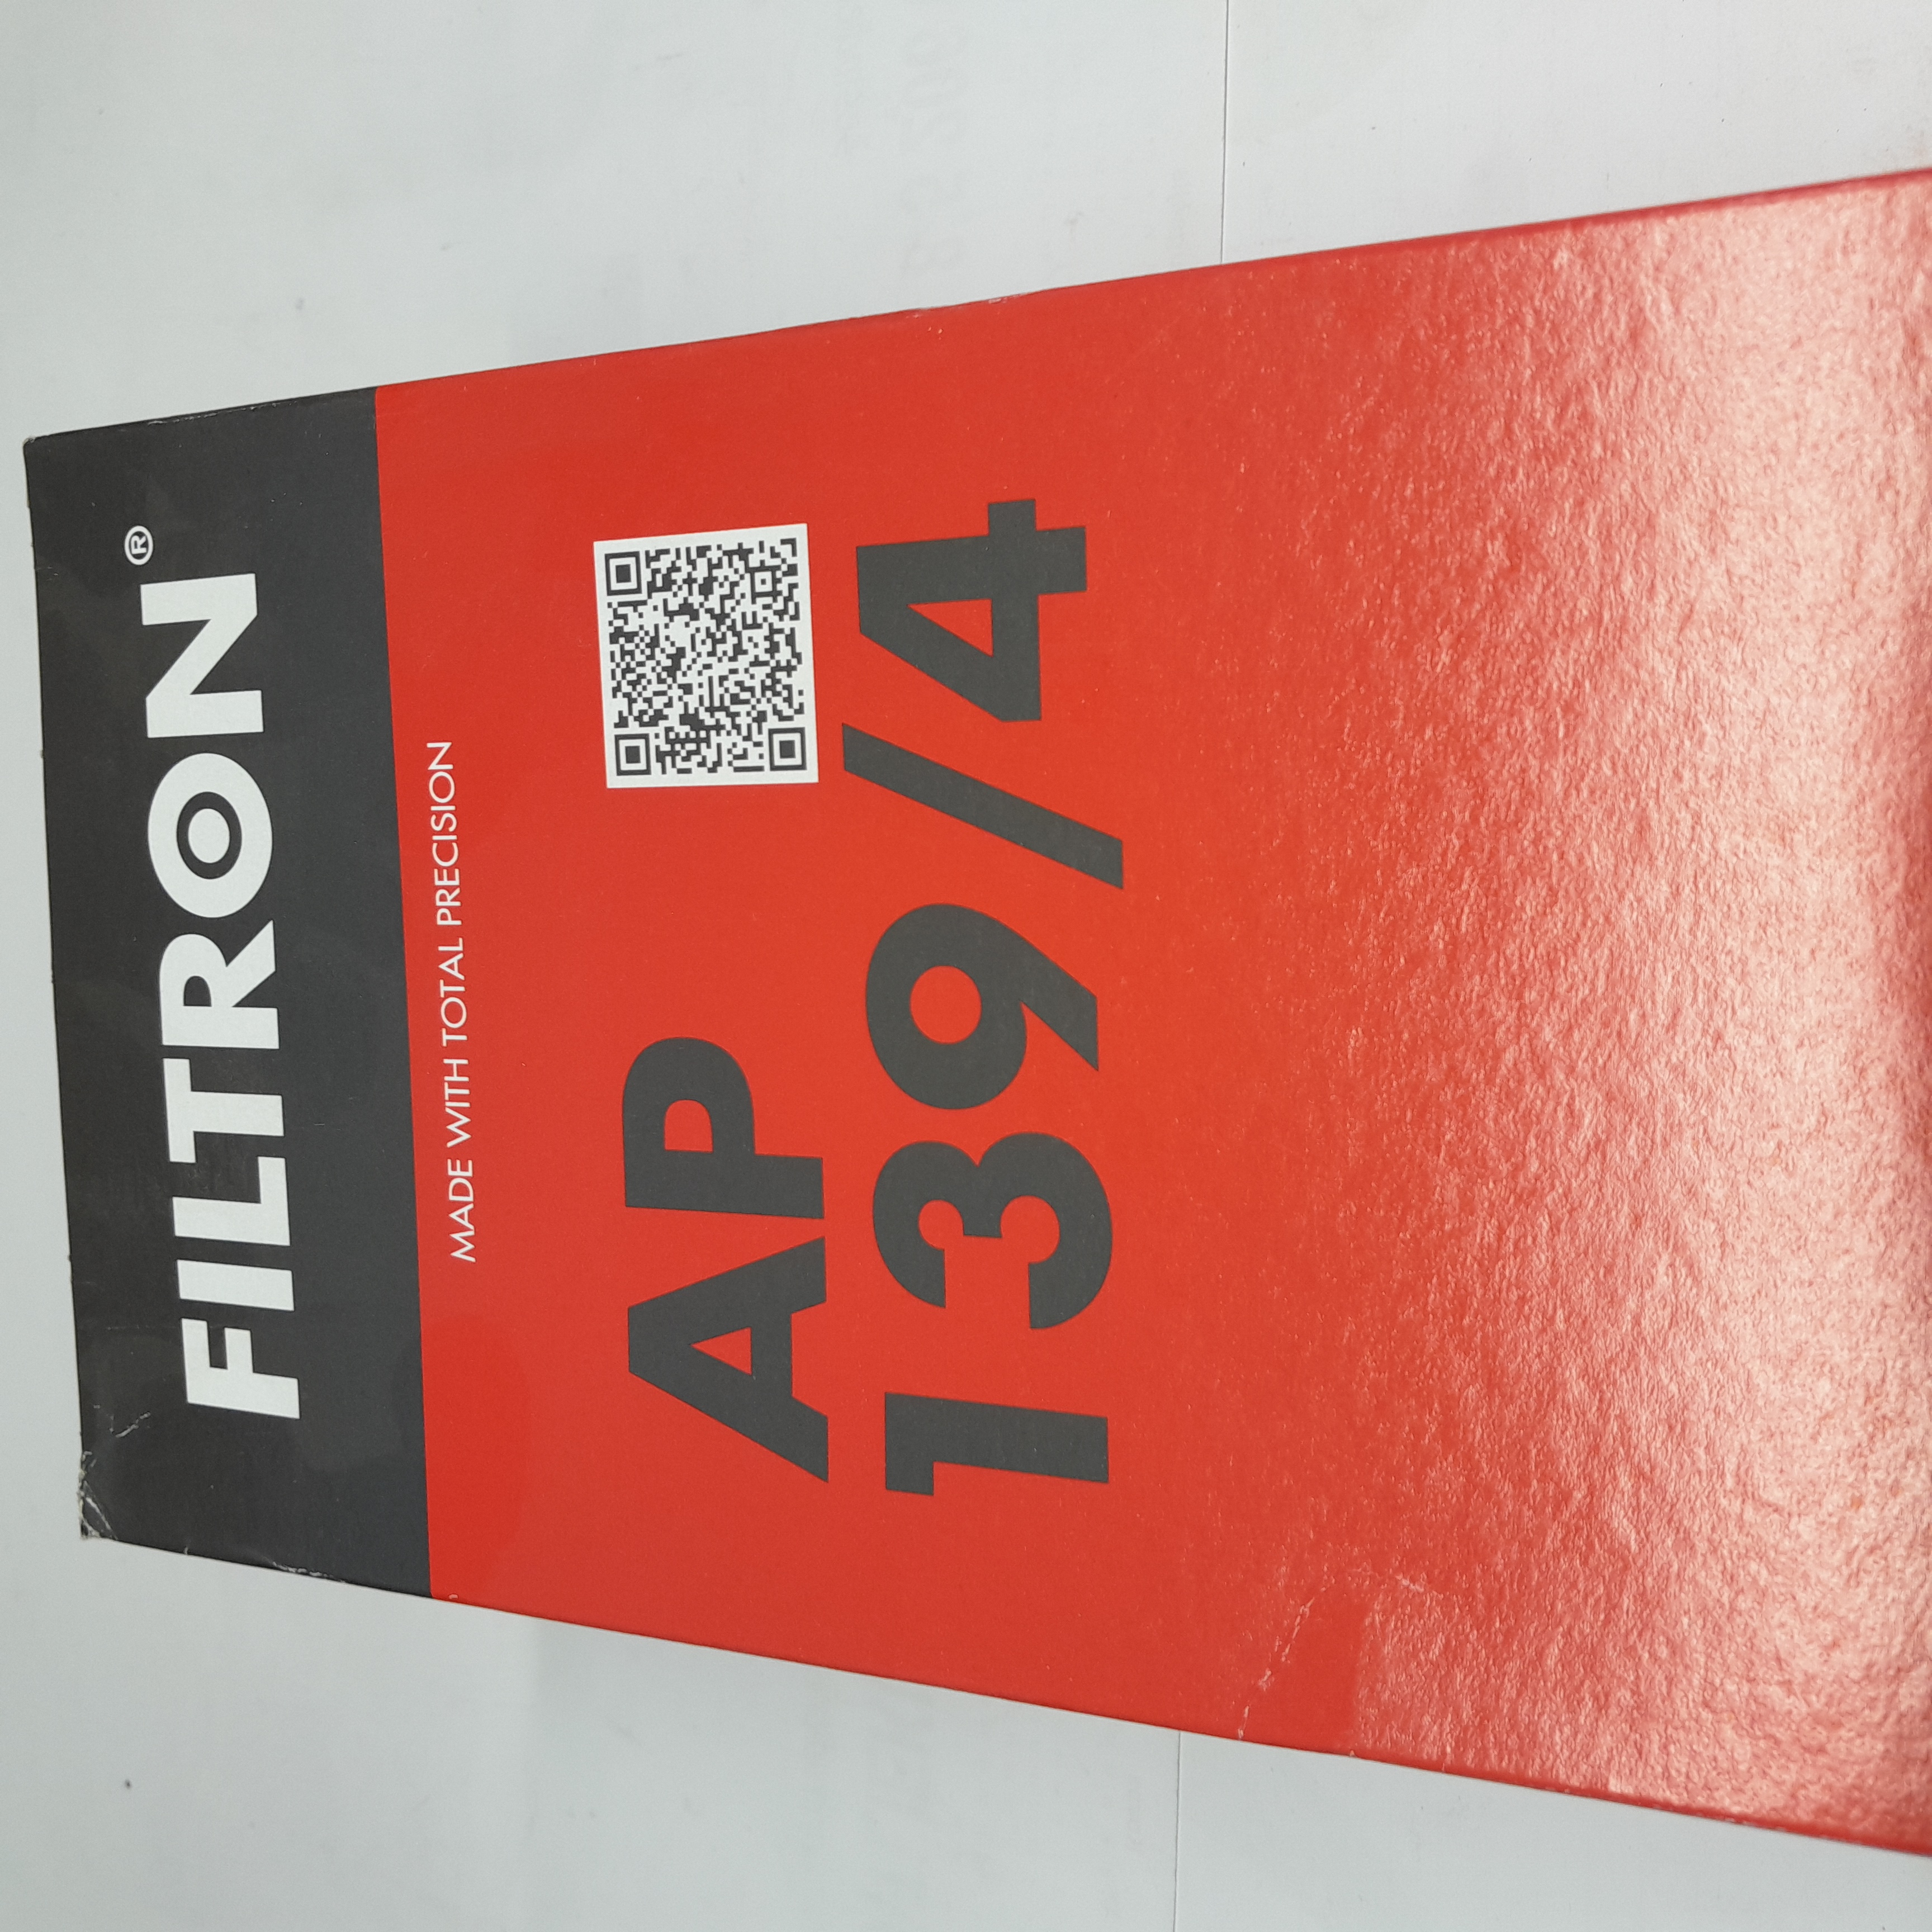 FILTRON®
MADE WITH TOTAL PRECISION
AP
139/4